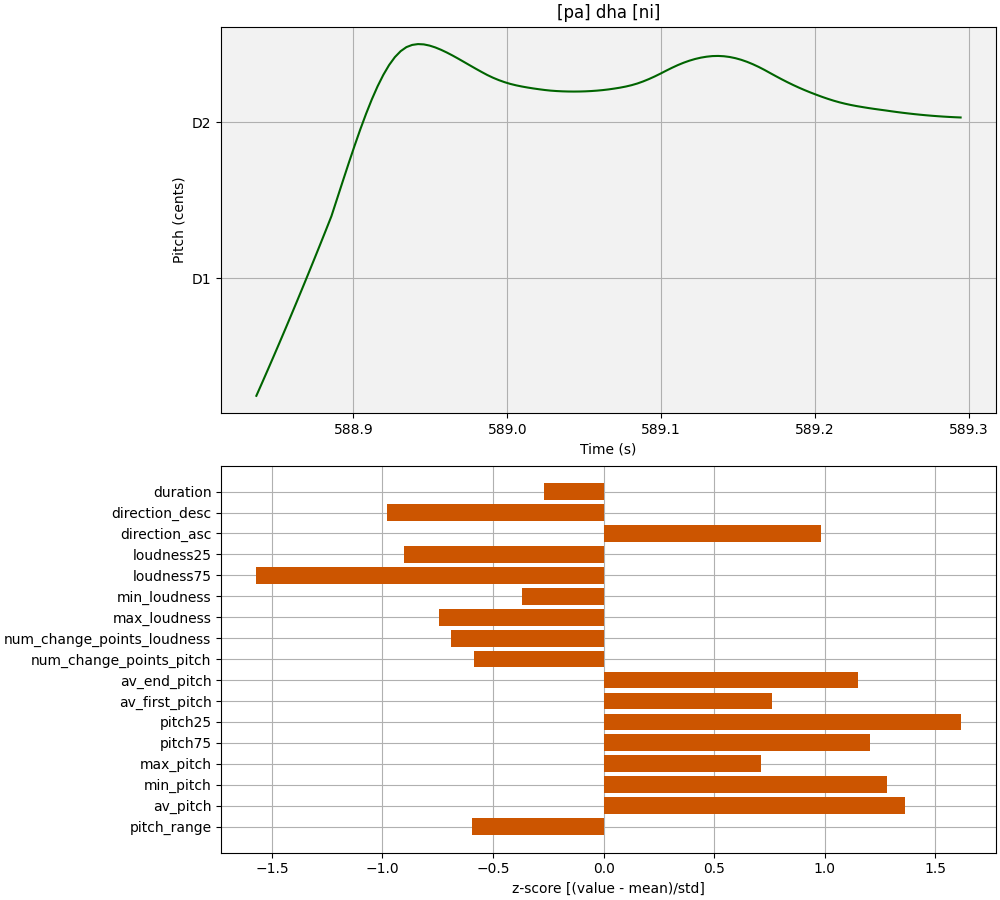 [pa] dha [ni]
D2
D1
Pitch (cents)
588.9 589.0 589.1 589.2 589.3
Time (s)
duration
direction_desc
direction_asc
loudness25
loudness75
min_loudness
max_loudness
num_change_points_loudness
num_change_points_pitch
av_end_pitch
av_first_pitch
pitch25
pitch75
max_pitch
min_pitch
av_pitch
pitch_range
−1.5 −1.0 −0.5 0.0 0.5 1.0 1.5
z-score [(value - mean)/std]